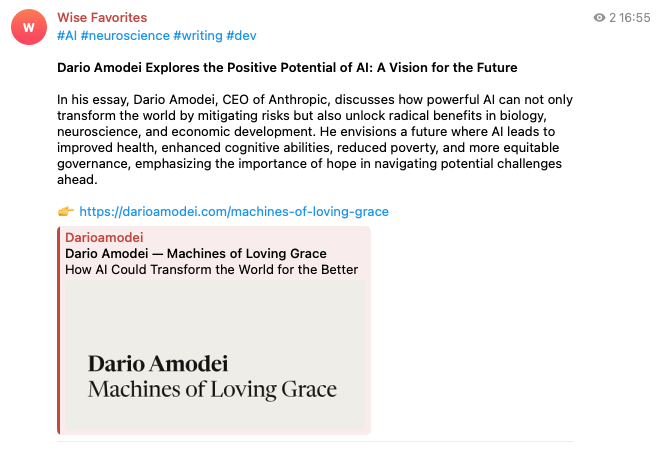 W
Wise Favorites
2 16:55
#AI #neuroscience #writing #dev
Dario Amodei Explores the Positive Potential of AI: A Vision for the Future
In his essay, Dario Amodei, CEO of Anthropic, discusses how powerful AI can not only
transform the world by mitigating risks but also unlock radical benefits in biology,
neuroscience, and economic development. He envisions a future where AI leads to
improved health, enhanced cognitive abilities, reduced poverty, and more equitable
governance, emphasizing the importance of hope in navigating potential challenges
ahead.
👉 https://darioamodei.com/machines-of-loving-grace
Darioamodei
Dario Amodei — Machines of Loving Grace
How AI Could Transform the World for the Better
Dario Amodei
Machines of Loving Grace